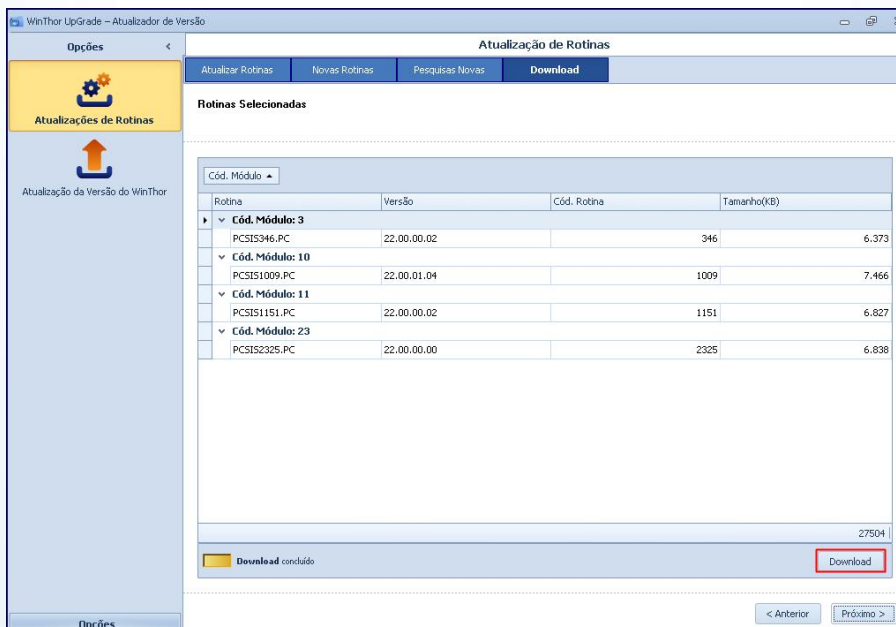 WinThor UpGrade – Atualizador de Versão
Opções <
Atualização de Rotinas
Atualizar Rotinas Novas Rotinas Pesquisas Novas Download
Atualizações de Rotinas
Rotinas Selecionadas
Atualização da Versão do WinThor
Cód. Módulo
Rotina Versão Cód. Rotina Tamanho(KB)
Cód. Módulo: 3
PCSIS346.PC 22.00.00.02 346 6.373
Cód. Módulo: 10
PCSIS1009.PC 22.00.01.04 1009 7.466
Cód. Módulo: 11
PCSIS1151.PC 22.00.00.02 1151 6.827
Cód. Módulo: 23
PCSIS2325.PC 22.00.00.00 2325 6.838
27504
Download concluído
Download
< Anterior Próximo >
Opções